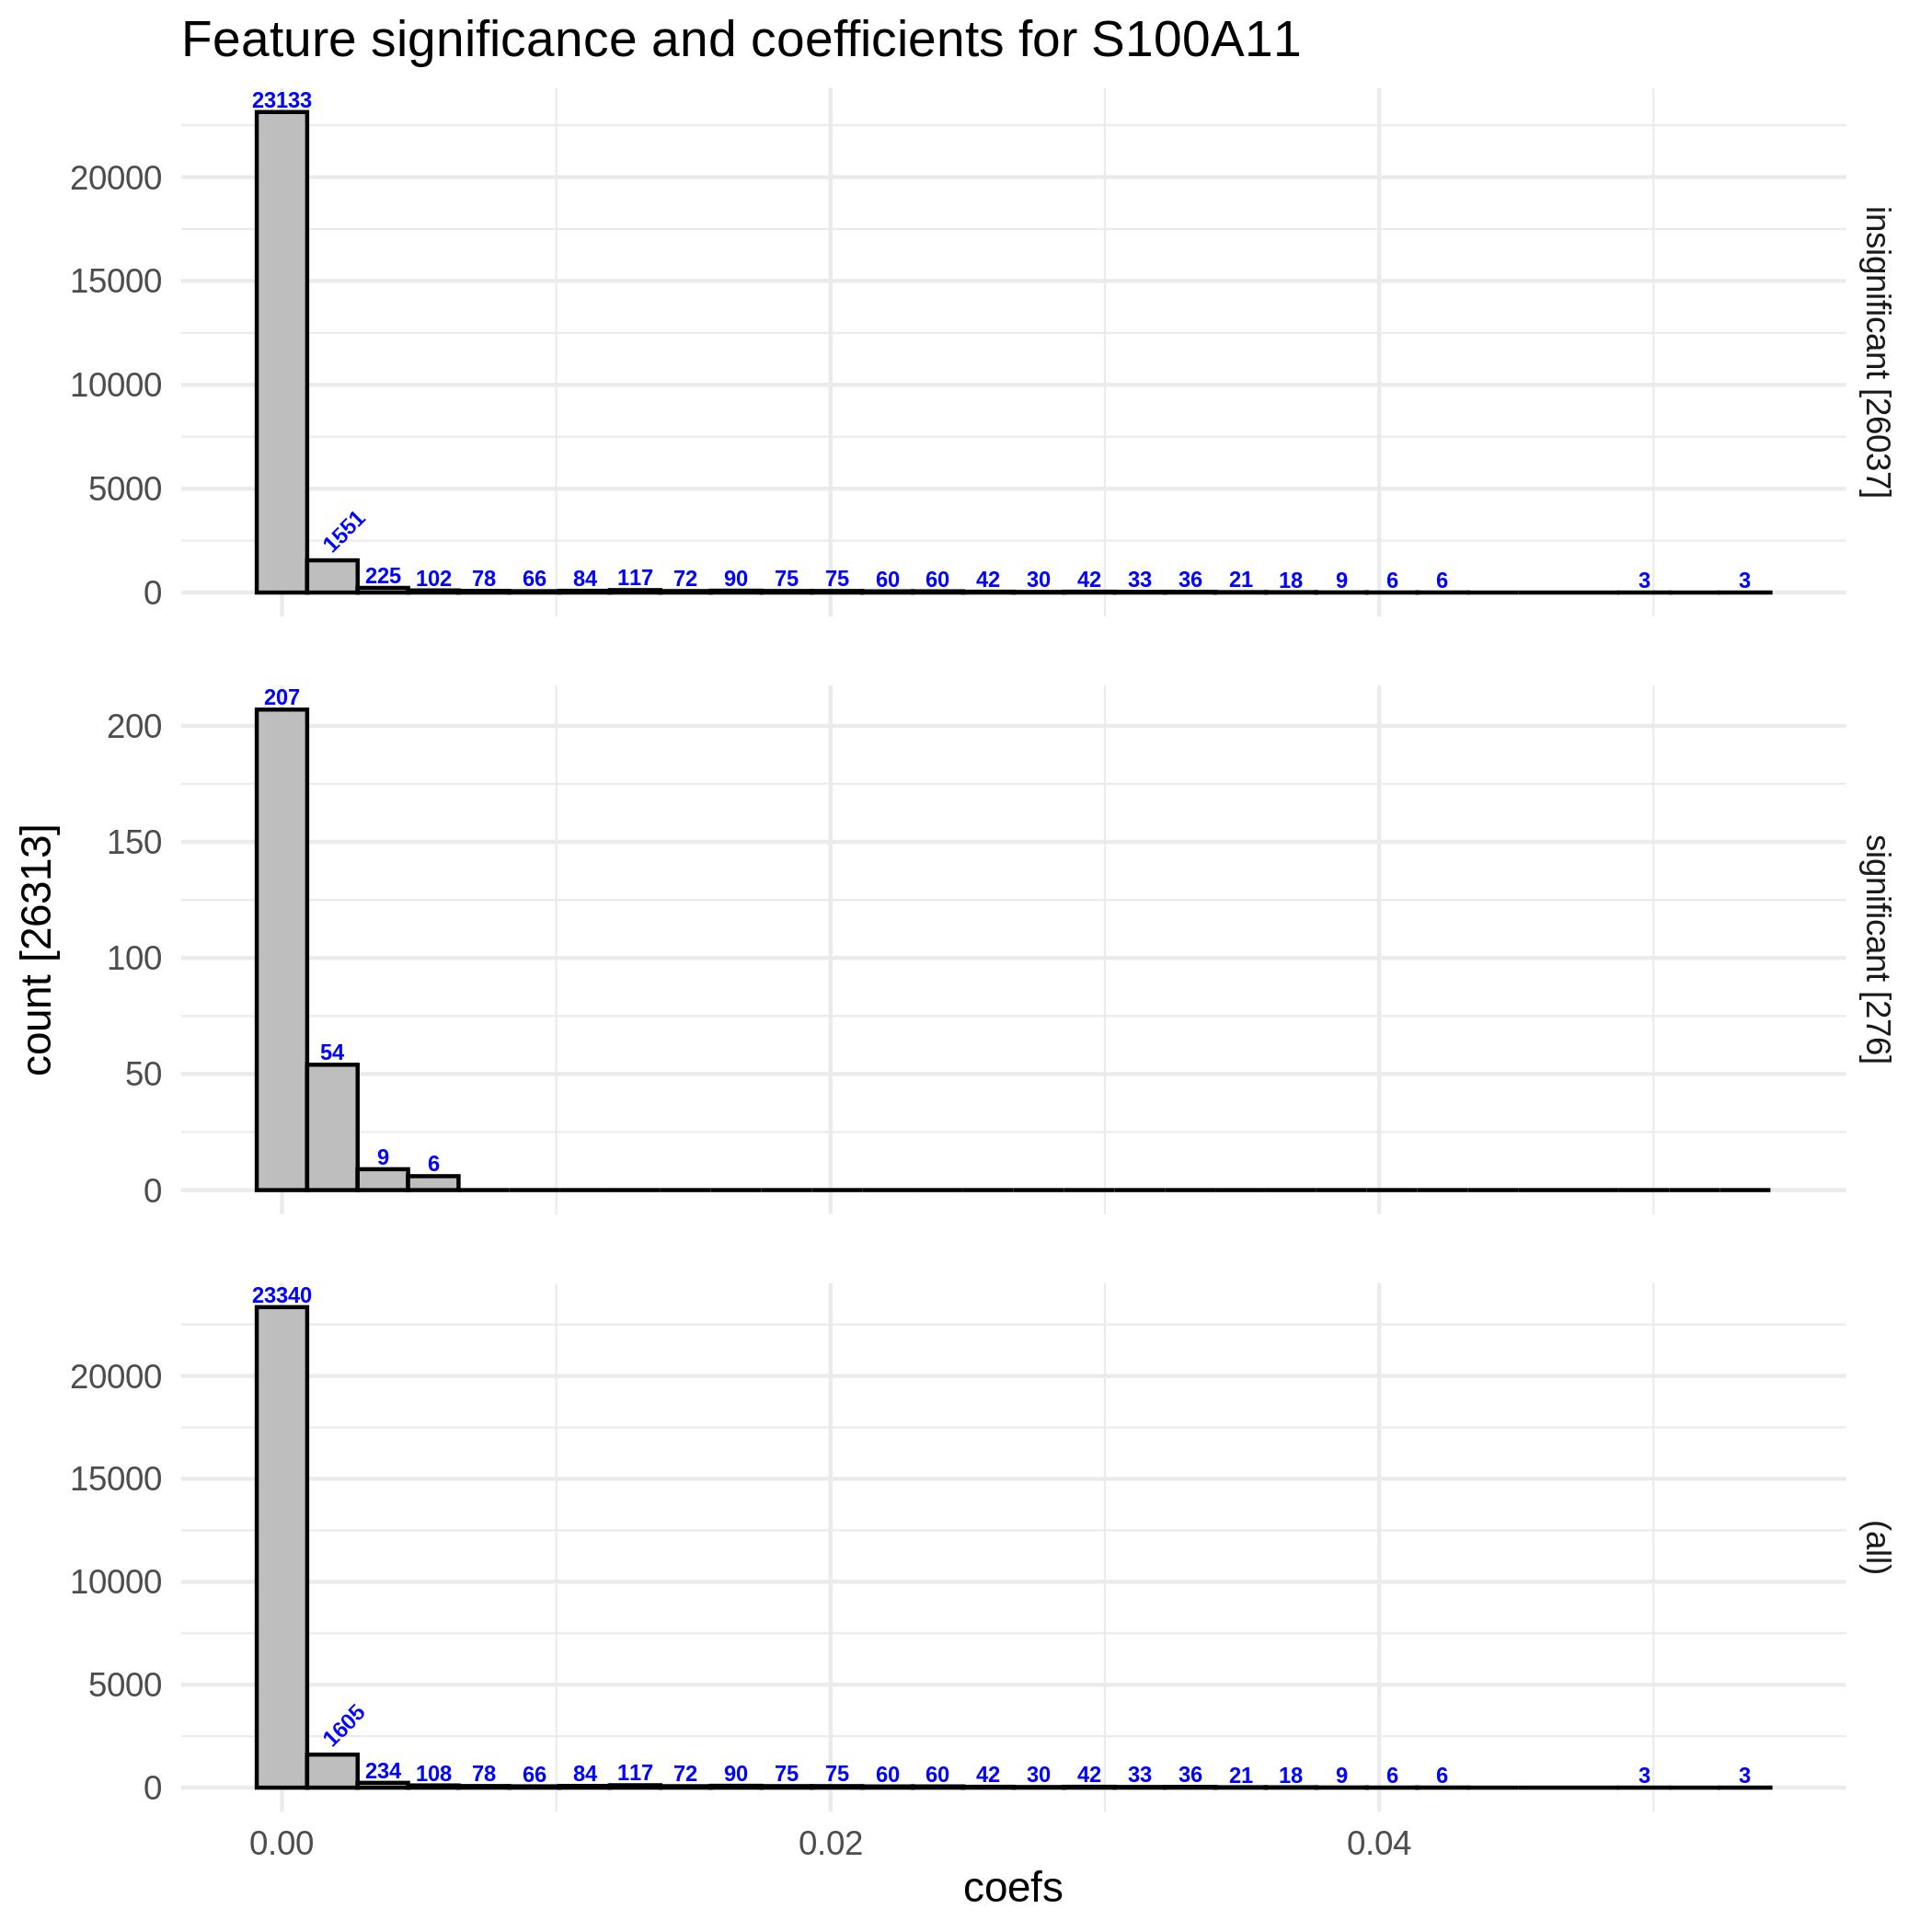 Feature significance and coefficients for S100A11
23133
20000
15000
10000
5000
0
1551
225 102 78 66 84 117 72 90 75 75 60 60 42 30 42 33 36 21 18 9 6 6 3 3
insignificant [26037]
207
200
150
100
50
0
54
9
6
significant [276]
count [26313]
23340
20000
15000
10000
5000
0
1605
234 108 78 66 84 117 72 90 75 75 60 60 42 30 42 33 36 21 18 9 6 6 3 3
(all)
0.00 0.02 0.04
coefs